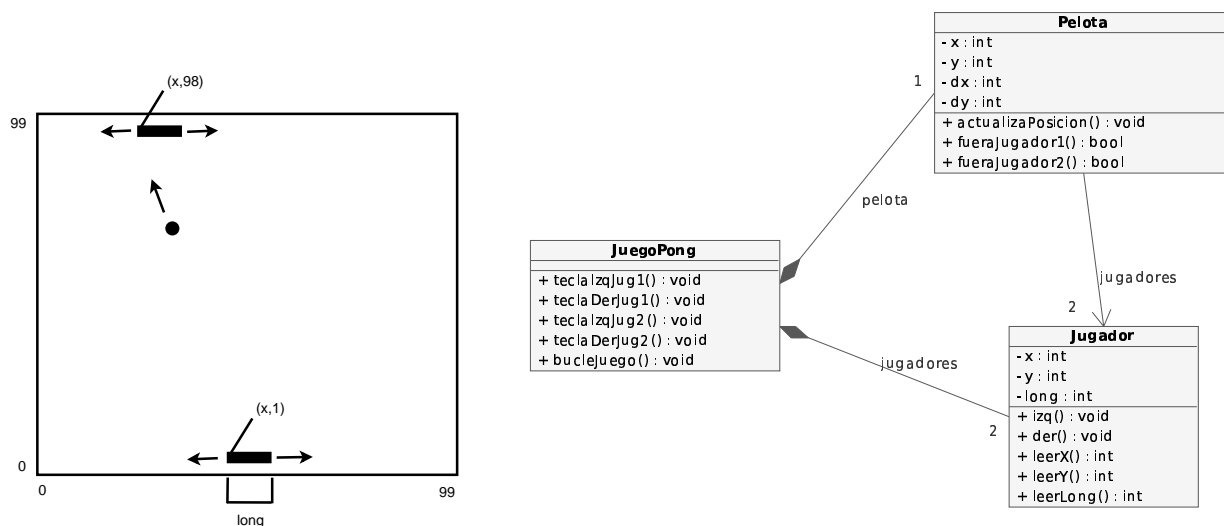 (x,98)
99
(x,1)
0
0
99
long
Pelota
- x : int
- y : int
- dx : int
- dy : int
+ actualizaPosicion() : void
+ fueraJugador1() : bool
+ fueraJugador2() : bool
1
pelota
JuegoPong
+ teclaIzqJug1() : void
+ teclaDerJug1() : void
+ teclaIzqJug2() : void
+ teclaDerJug2() : void
+ bucleJuego() : void
jugadores
2
jugadores
2
Jugador
- x : int
- y : int
- long : int
+ izq() : void
+ der() : void
+ leerX() : int
+ leerY() : int
+ leerLong() : int